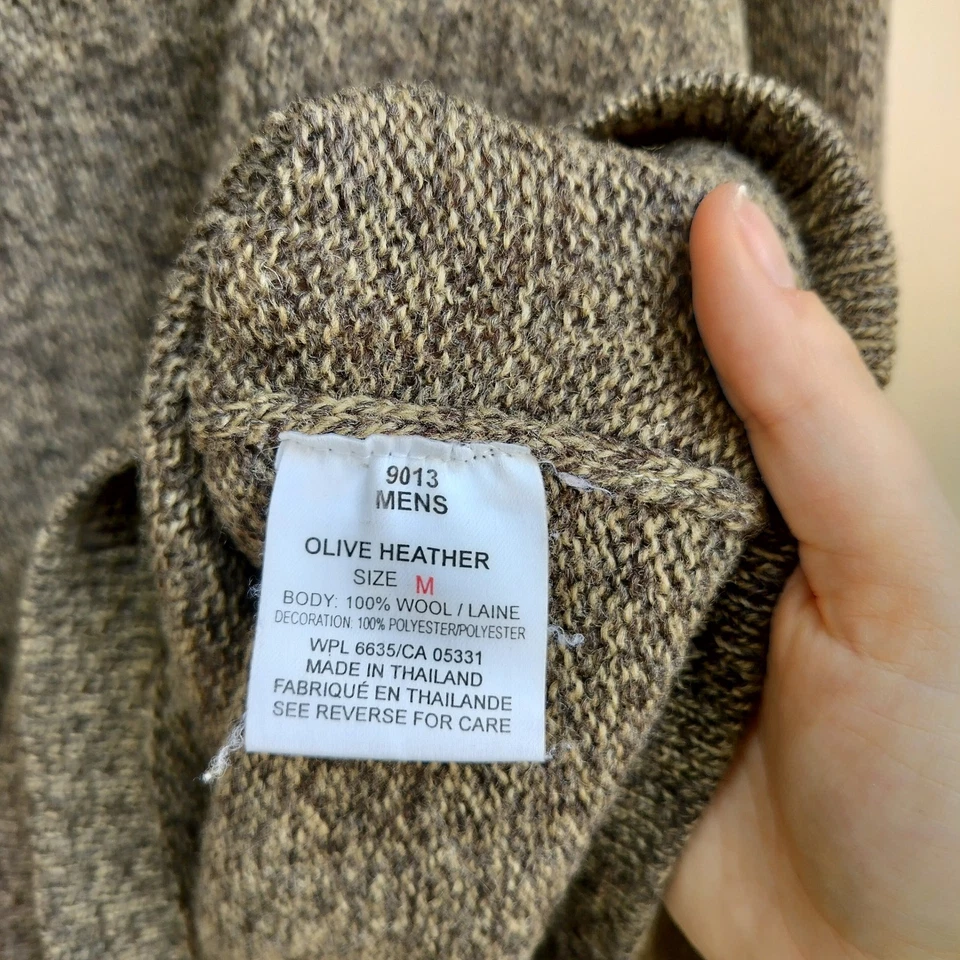 9013
MENS
OLIVE HEATHER
SIZE M
BODY: 100% WOOL / LAINE
DECORATION: 100% POLYESTER/POLYESTER
WPL 6635/CA 05331
MADE IN THAILAND
FABRIQUÉ EN THAILANDE
SEE REVERSE FOR CARE